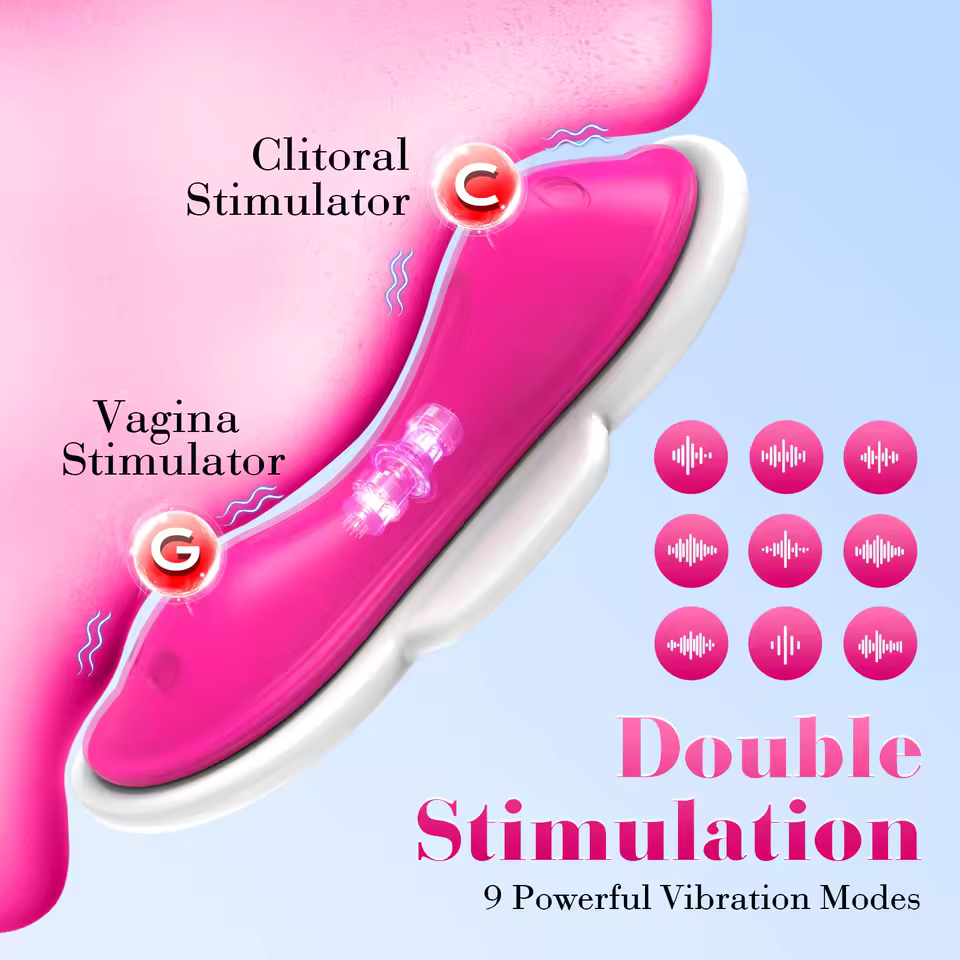 Clitoral
Stimulator
C
Vagina
Stimulator
G
Double
Stimulation
9 Powerful Vibration Modes